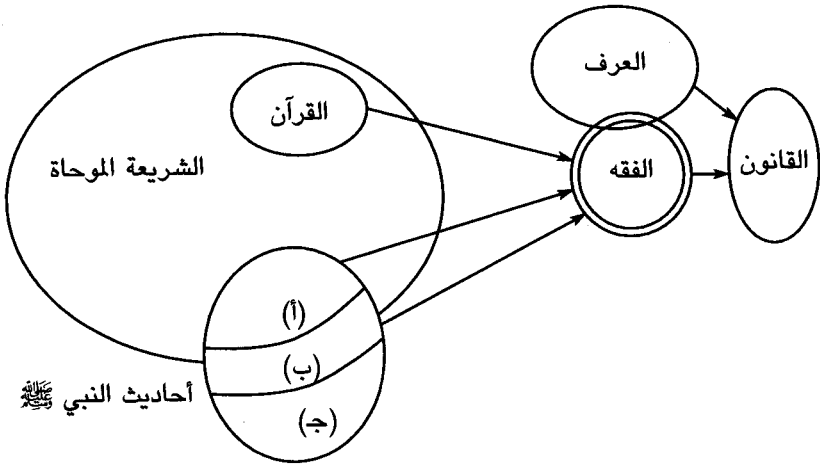 العرف
القرآن
القانون
الفقه
الشريعة الموحاة
(أ)
(ب)
أحاديث النبي ﷺ
(جـ)